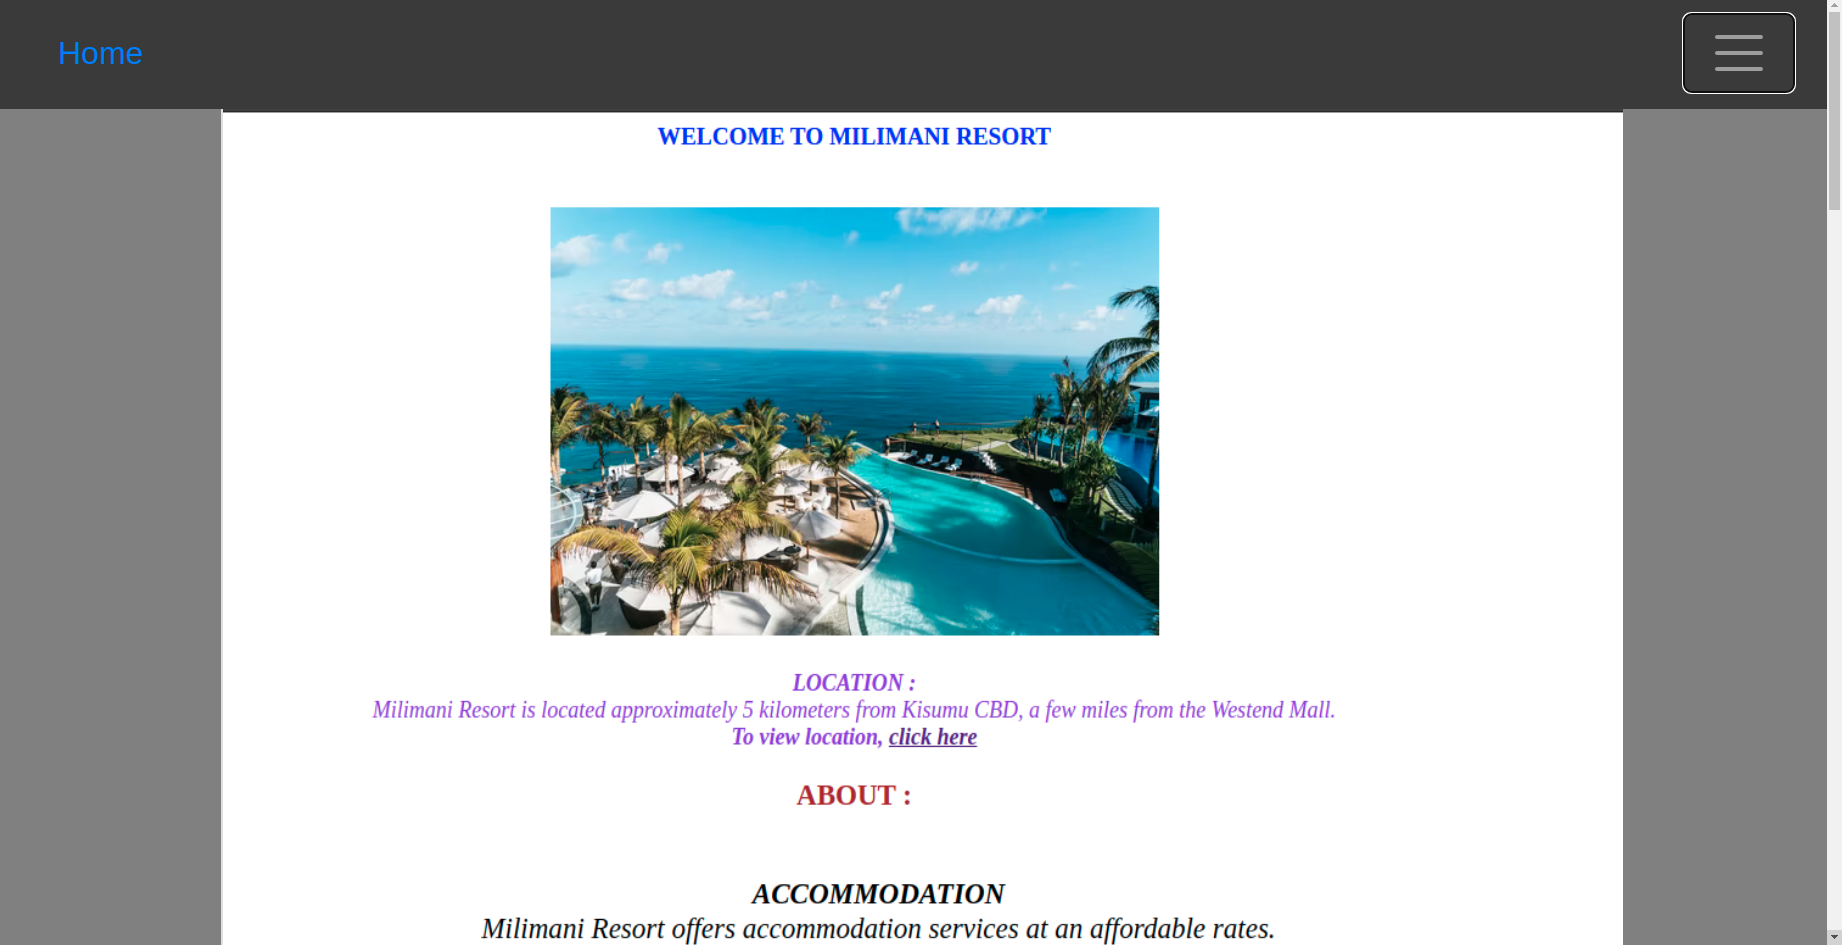 Home
WELCOME TO MILIMANI RESORT
LOCATION :
Milimani Resort is located approximately 5 kilometers from Kisumu CBD, a few miles from the Westend Mall.
To view location, click here
ABOUT :
ACCOMMODATION
Milimani Resort offers accommodation services at an affordable rates.